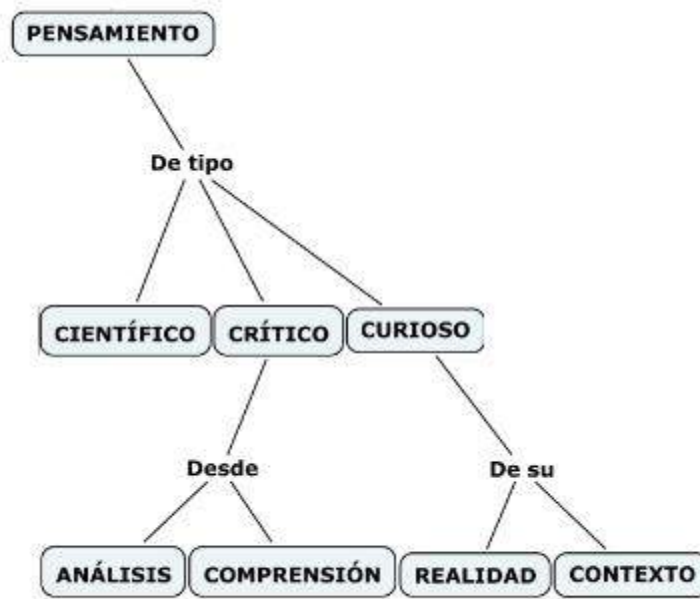 PENSAMIENTO
De tipo
CIENTÍFICO CRÍTICO CURIOSO
Desde De su
ANÁLISIS COMPRENSIÓN REALIDAD CONTEXTO